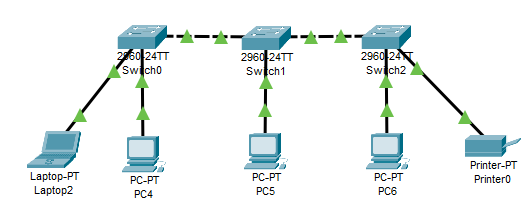 2960-24TT
Switch0
2960-24TT
Switch1
2960-24TT
Switch2
Laptop-PT
Laptop2
PC-PT
PC4
PC-PT
PC5
PC-PT
PC6
Printer-PT
Printer0